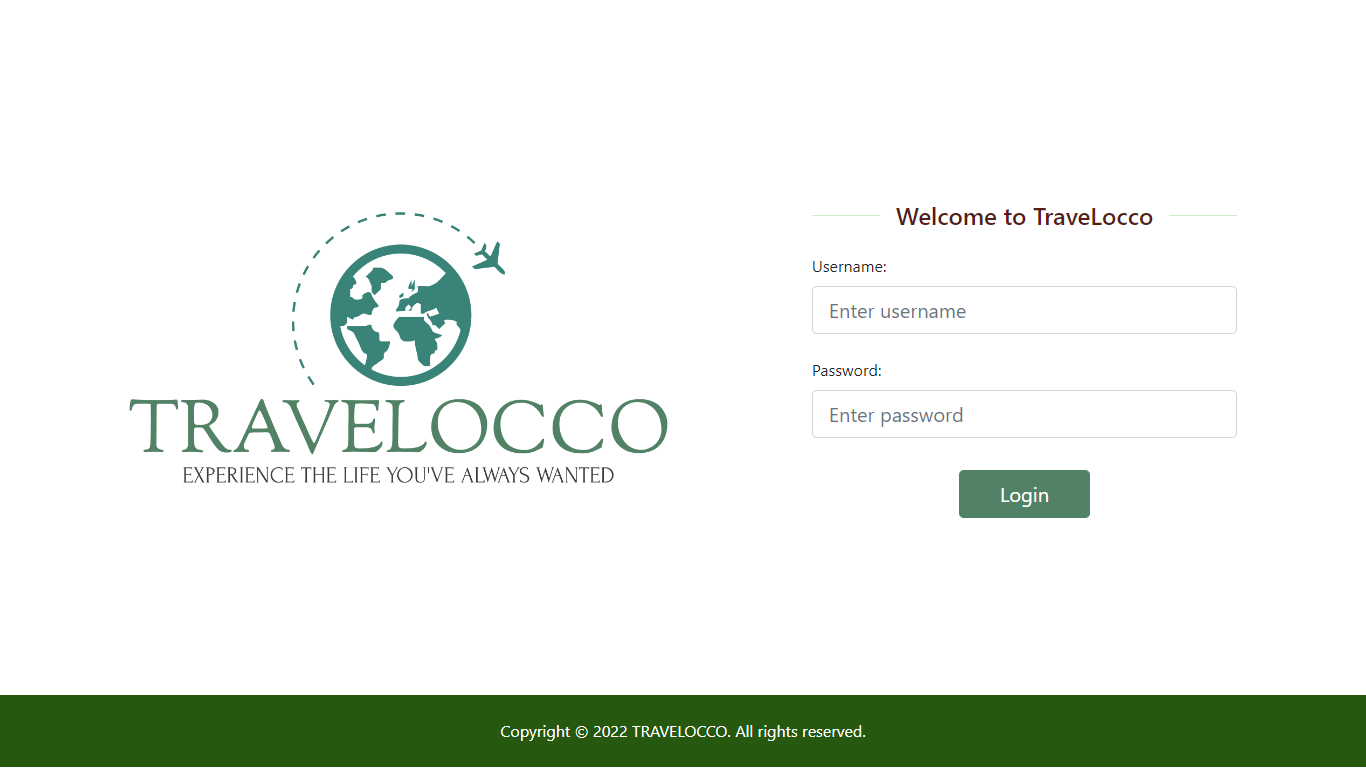 TRAVELOCCO
EXPERIENCE THE LIFE YOU'VE ALWAYS WANTED
Welcome to TraveLocco
Username:
Enter username
Password:
Enter password
Login
Copyright © 2022 TRAVELOCCO. All rights reserved.